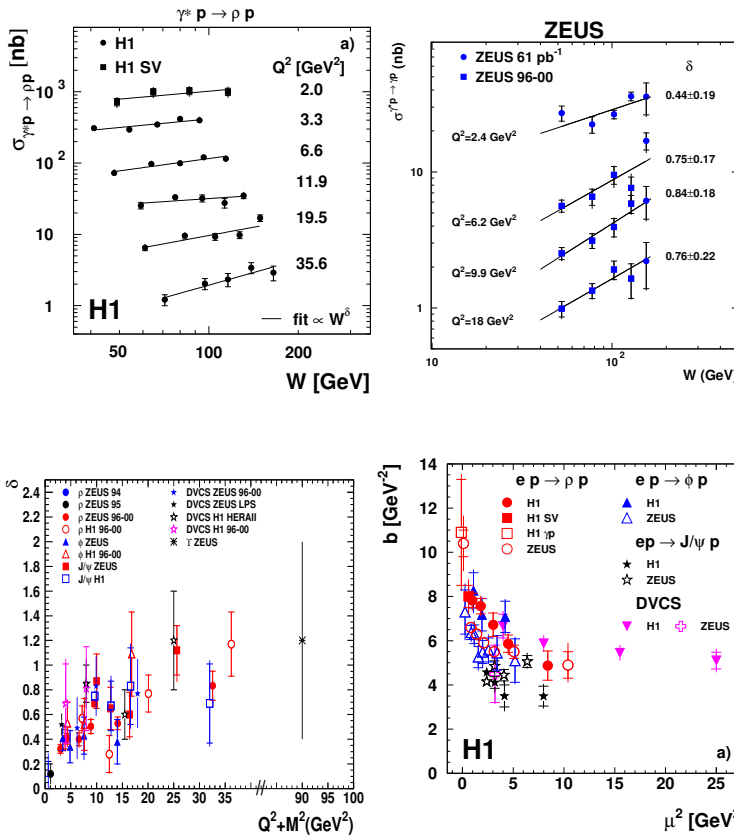 γ* p → ρ p
H1
H1 SV
a)
Q² [GeV²]
2.0
3.3
6.6
11.9
19.5
35.6
σγ*p → ρp [nb]
10³
10²
10
1
H1
fit ∝ W^δ
50
100
200
W [GeV]
ZEUS
ZEUS 61 pb⁻¹
ZEUS 96-00
δ
σ^γ*p → γp (nb)
10
1
Q²=2.4 GeV²
0.44±0.19
Q²=6.2 GeV²
0.75±0.17
Q²=9.9 GeV²
0.84±0.18
Q²=18 GeV²
0.76±0.22
10
10²
W (GeV)
δ
2.4
2.2
2
1.8
1.6
1.4
1.2
1
0.8
0.6
0.4
0.2
0
ρ ZEUS 94
ρ ZEUS 95
ρ ZEUS 96-00
ρ H1 96-00
φ ZEUS
φ H1 96-00
J/ψ ZEUS
J/ψ H1
DVCS ZEUS 96-00
DVCS ZEUS LPS
DVCS H1 HERAII
DVCS H1 96-00
ϒ ZEUS
0 5 10 15 20 25 30 35 40 90 100
Q²+M²(GeV²)
b [GeV⁻²]
14
12
10
8
6
4
2
0
e p → ρ p
H1
H1 SV
H1 γp
ZEUS
e p → φ p
H1
ZEUS
ep → J/ψ p
H1
ZEUS
DVCS
H1 ZEUS
H1
a)
0 5 10 15 20 25
μ² [GeV²